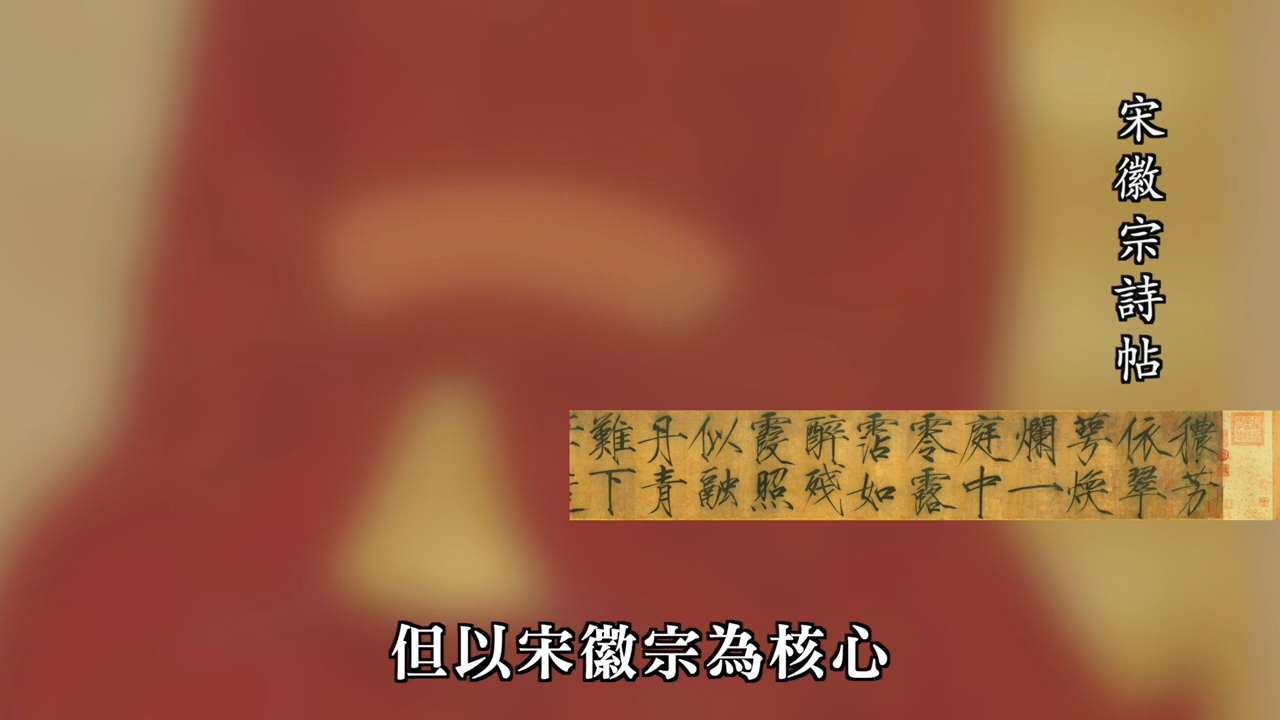 宋徽宗詩帖
穠芳
依翠
萼煥
爛一
庭中
零露
霑如
醉殘
霞照
似融
丹青
難下
但以宋徽宗為核心